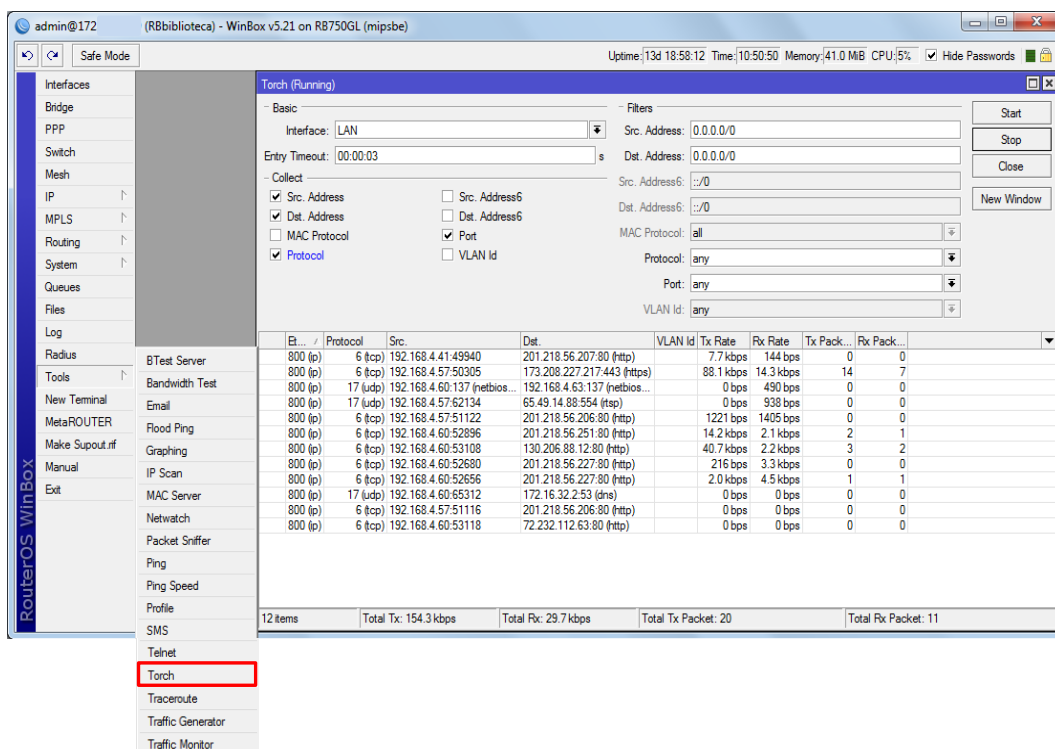 admin@172 (RBbiblioteca) - WinBox v5.21 on RB750GL (mipsbe)
Safe Mode Uptime: 13d 18:58:12 Time: 10:50:50 Memory: 41.0 MiB CPU: 5% Hide Passwords
Interfaces
Bridge
PPP
Switch
Mesh
IP
MPLS
Routing
System
Queues
Files
Log
Radius
Tools
New Terminal
MetaROUTER
Make Supout.rif
Manual
Exit
RouterOS WinBox
BTest Server
Bandwidth Test
Email
Flood Ping
Graphing
IP Scan
MAC Server
Netwatch
Packet Sniffer
Ping
Ping Speed
Profile
SMS
Telnet
Torch
Traceroute
Traffic Generator
Traffic Monitor
Torch (Running)
Basic
Interface: LAN
Entry Timeout: 00:00:03 s
Collect
Src. Address Src. Address6
Dst. Address Dst. Address6
MAC Protocol Port
Protocol VLAN Id
Filters
Src. Address: 0.0.0.0/0
Dst. Address: 0.0.0.0/0
Src. Address6: ::/0
Dst. Address6: ::/0
MAC Protocol: all
Protocol: any
Port: any
VLAN Id: any
Start
Stop
Close
New Window
Et... / Protocol Src. Dst. VLAN Id Tx Rate Rx Rate Tx Pack... Rx Pack...
800 (ip) 6 (tcp) 192.168.4.41:49940 201.218.56.207:80 (http) 7.7 kbps 144 bps 0 0
800 (ip) 6 (tcp) 192.168.4.57:50305 173.208.227.217:443 (https) 88.1 kbps 14.3 kbps 14 7
800 (ip) 17 (udp) 192.168.4.60:137 (netbios... 192.168.4.63:137 (netbios... 0 bps 490 bps 0 0
800 (ip) 17 (udp) 192.168.4.57:62134 65.49.14.88:554 (rtsp) 0 bps 938 bps 0 0
800 (ip) 6 (tcp) 192.168.4.57:51122 201.218.56.206:80 (http) 1221 bps 1405 bps 0 0
800 (ip) 6 (tcp) 192.168.4.60:52896 201.218.56.251:80 (http) 14.2 kbps 2.1 kbps 2 1
800 (ip) 6 (tcp) 192.168.4.60:53108 130.206.88.12:80 (http) 40.7 kbps 2.2 kbps 3 2
800 (ip) 6 (tcp) 192.168.4.60:52680 201.218.56.227:80 (http) 216 bps 3.3 kbps 0 0
800 (ip) 6 (tcp) 192.168.4.60:52656 201.218.56.227:80 (http) 2.0 kbps 4.5 kbps 1 1
800 (ip) 17 (udp) 192.168.4.60:65312 172.16.32.2:53 (dns) 0 bps 0 bps 0 0
800 (ip) 6 (tcp) 192.168.4.57:51116 201.218.56.206:80 (http) 0 bps 0 bps 0 0
800 (ip) 6 (tcp) 192.168.4.60:53118 72.232.112.63:80 (http) 0 bps 0 bps 0 0
12 items Total Tx: 154.3 kbps Total Rx: 29.7 kbps Total Tx Packet: 20 Total Rx Packet: 11